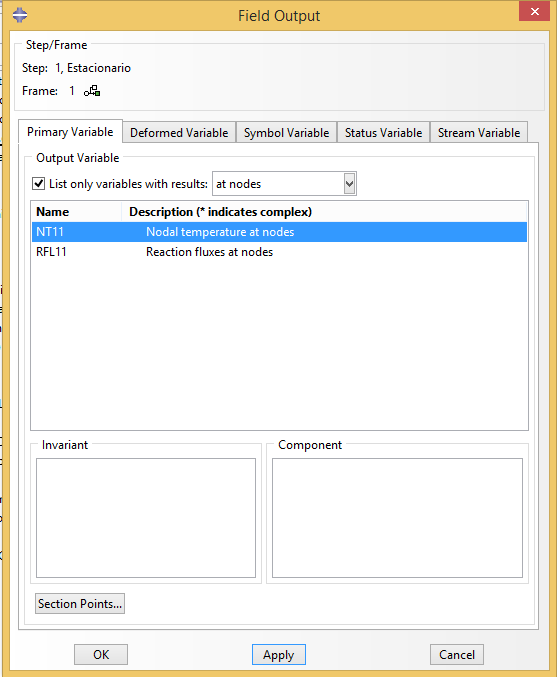 Field Output
Step/Frame
Step: 1, Estacionario
Frame: 1
Primary Variable Deformed Variable Symbol Variable Status Variable Stream Variable
Output Variable
List only variables with results: at nodes
Name Description (* indicates complex)
NT11 Nodal temperature at nodes
RFL11 Reaction fluxes at nodes
Invariant Component
Section Points...
OK Apply Cancel